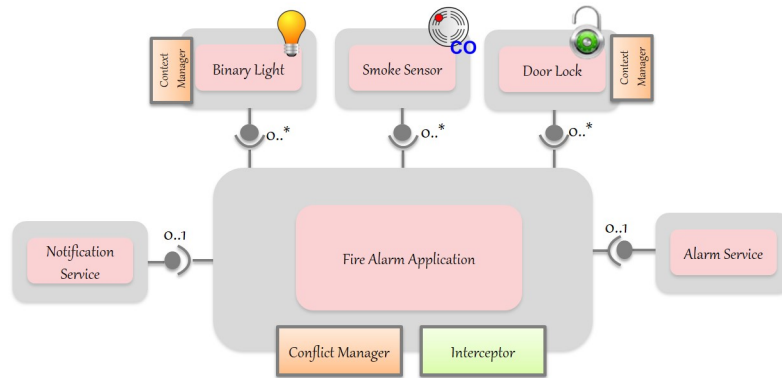 CO
Context
Manager
Binary Light
Smoke Sensor
Door Lock
Context
Manager
0..*
0..*
0..*
0..1
0..1
Notification
Service
Fire Alarm Application
Alarm Service
Conflict Manager
Interceptor